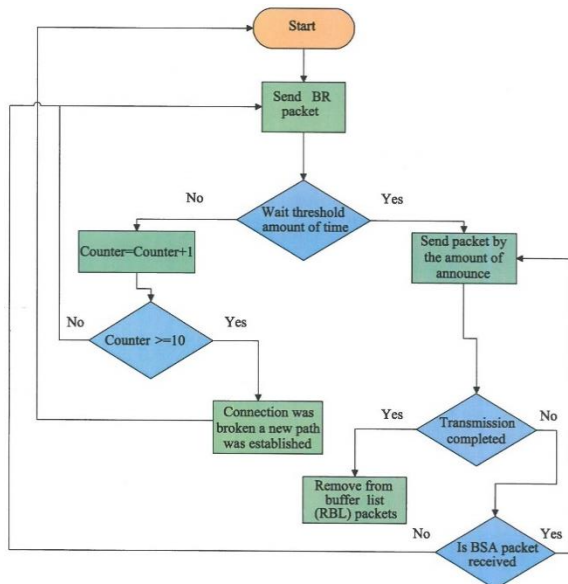 Start
Send BR
packet
No
Wait threshold
amount of time
Yes
Counter=Counter+1
Send packet by
the amount of
announce
No
Counter >=10
Yes
Connection was
broken a new path
was established
Yes
Transmission
completed
No
Remove from
buffer list
(RBL) packets
No
Is BSA packet
received
Yes